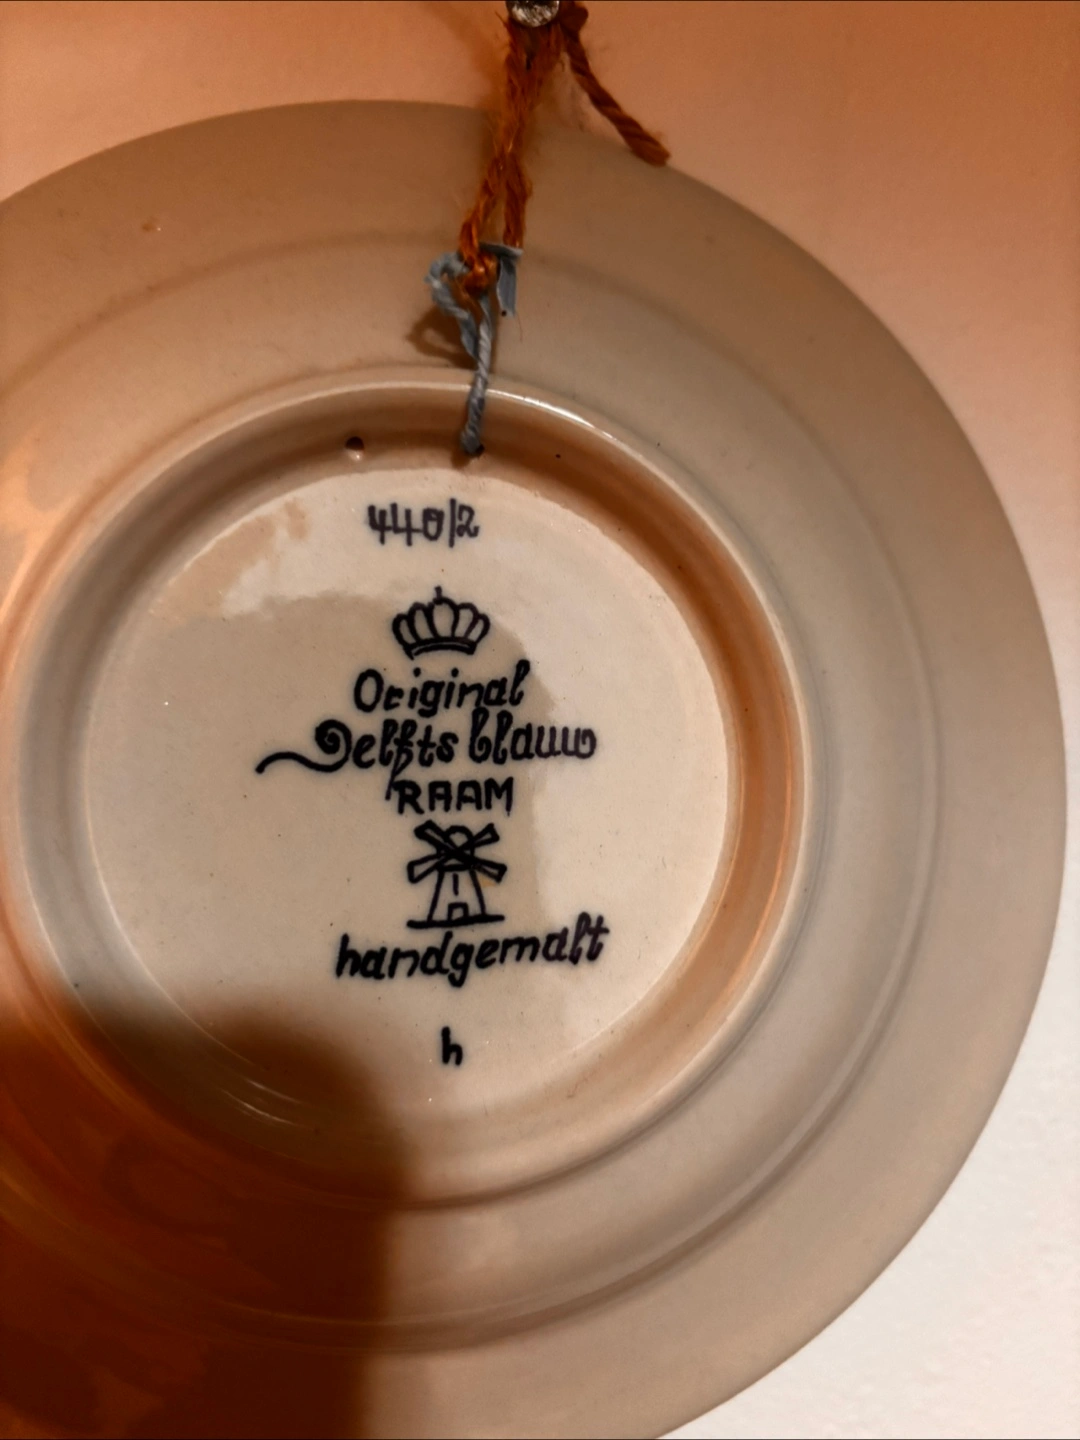 440/2
Original
Delfts blauw
RAAM
handgemalt
h